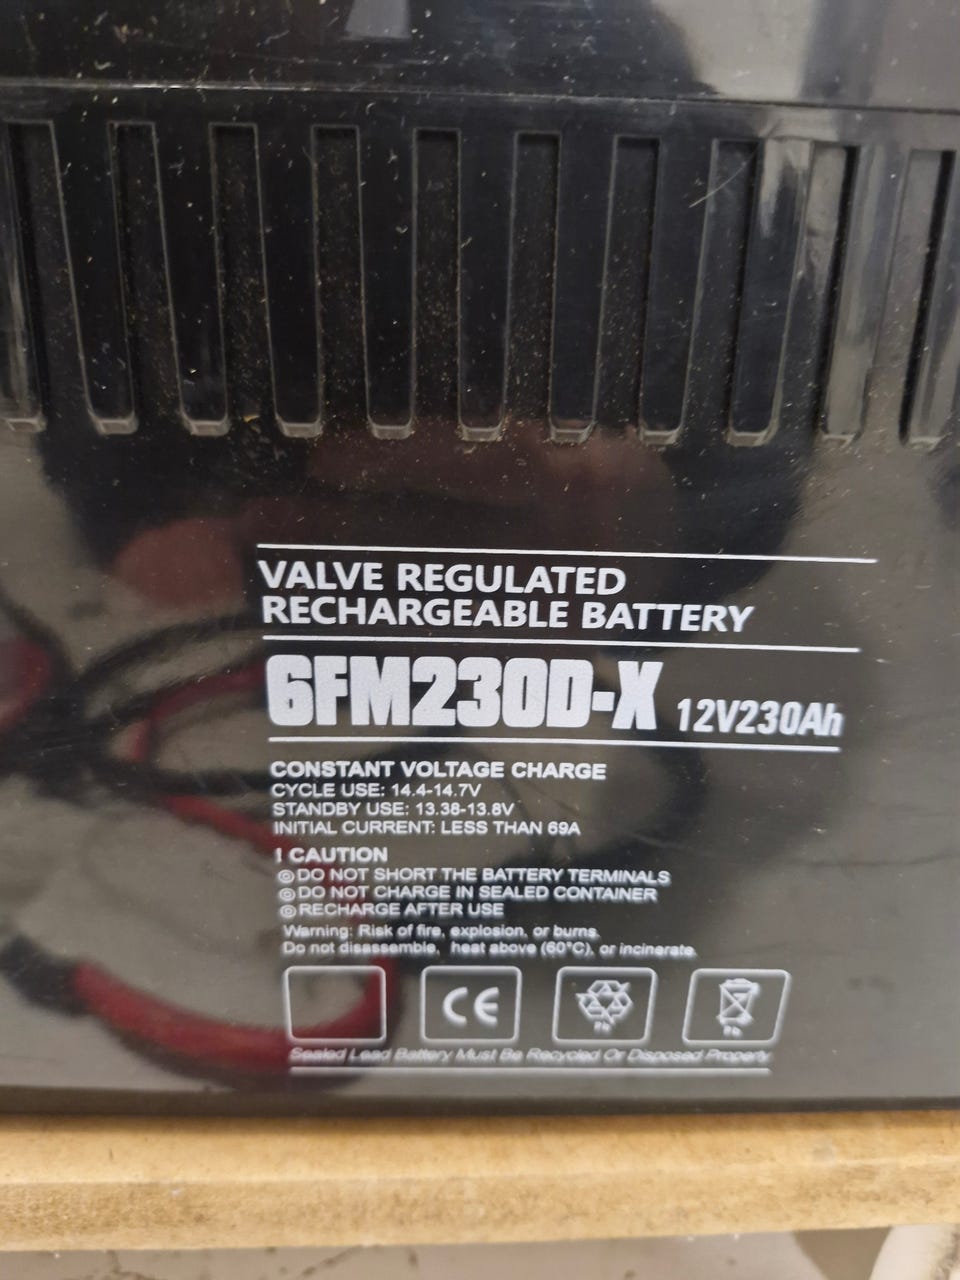 VALVE REGULATED
RECHARGEABLE BATTERY
6FM230D-X 12V230Ah
CONSTANT VOLTAGE CHARGE
CYCLE USE: 14.4-14.7V
STANDBY USE: 13.38-13.8V
INITIAL CURRENT: LESS THAN 69A
! CAUTION
◎ DO NOT SHORT THE BATTERY TERMINALS
◎ DO NOT CHARGE IN SEALED CONTAINER
◎ RECHARGE AFTER USE
Warning: Risk of fire, explosion, or burns.
Do not disassemble, heat above (60°C), or incinerate.
CE Pb Pb
Sealed Lead Battery Must Be Recycled Or Disposed Properly